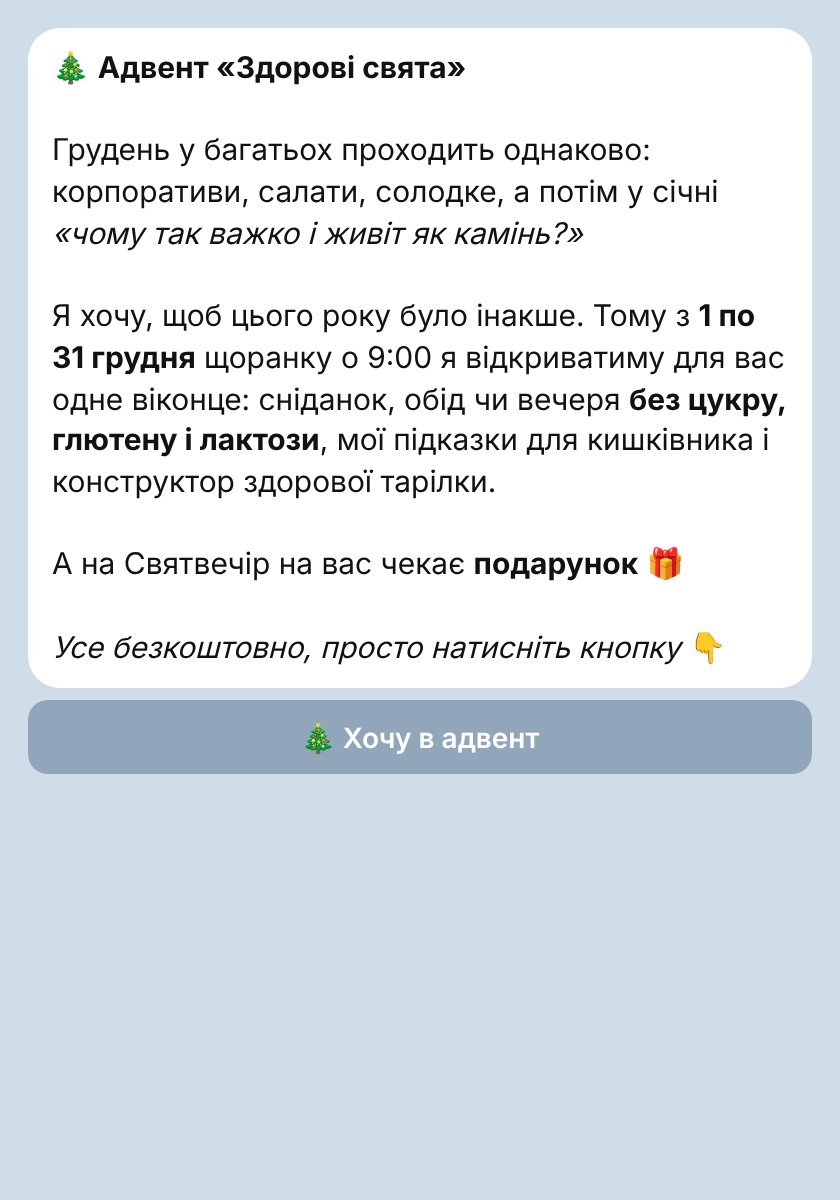 🎄 Адвент «Здорові свята»
Грудень у багатьох проходить однаково:
корпоративи, салати, солодке, а потім у січні
«чому так важко і живіт як камінь?»
Я хочу, щоб цього року було інакше. Тому з 1 по
31 грудня щоранку о 9:00 я відкриватиму для вас
одне віконце: сніданок, обід чи вечеря без цукру,
глютену і лактози, мої підказки для кишківника і
конструктор здорової тарілки.
А на Святвечір на вас чекає подарунок 🎁
Усе безкоштовно, просто натисніть кнопку 👇
🎄 Хочу в адвент